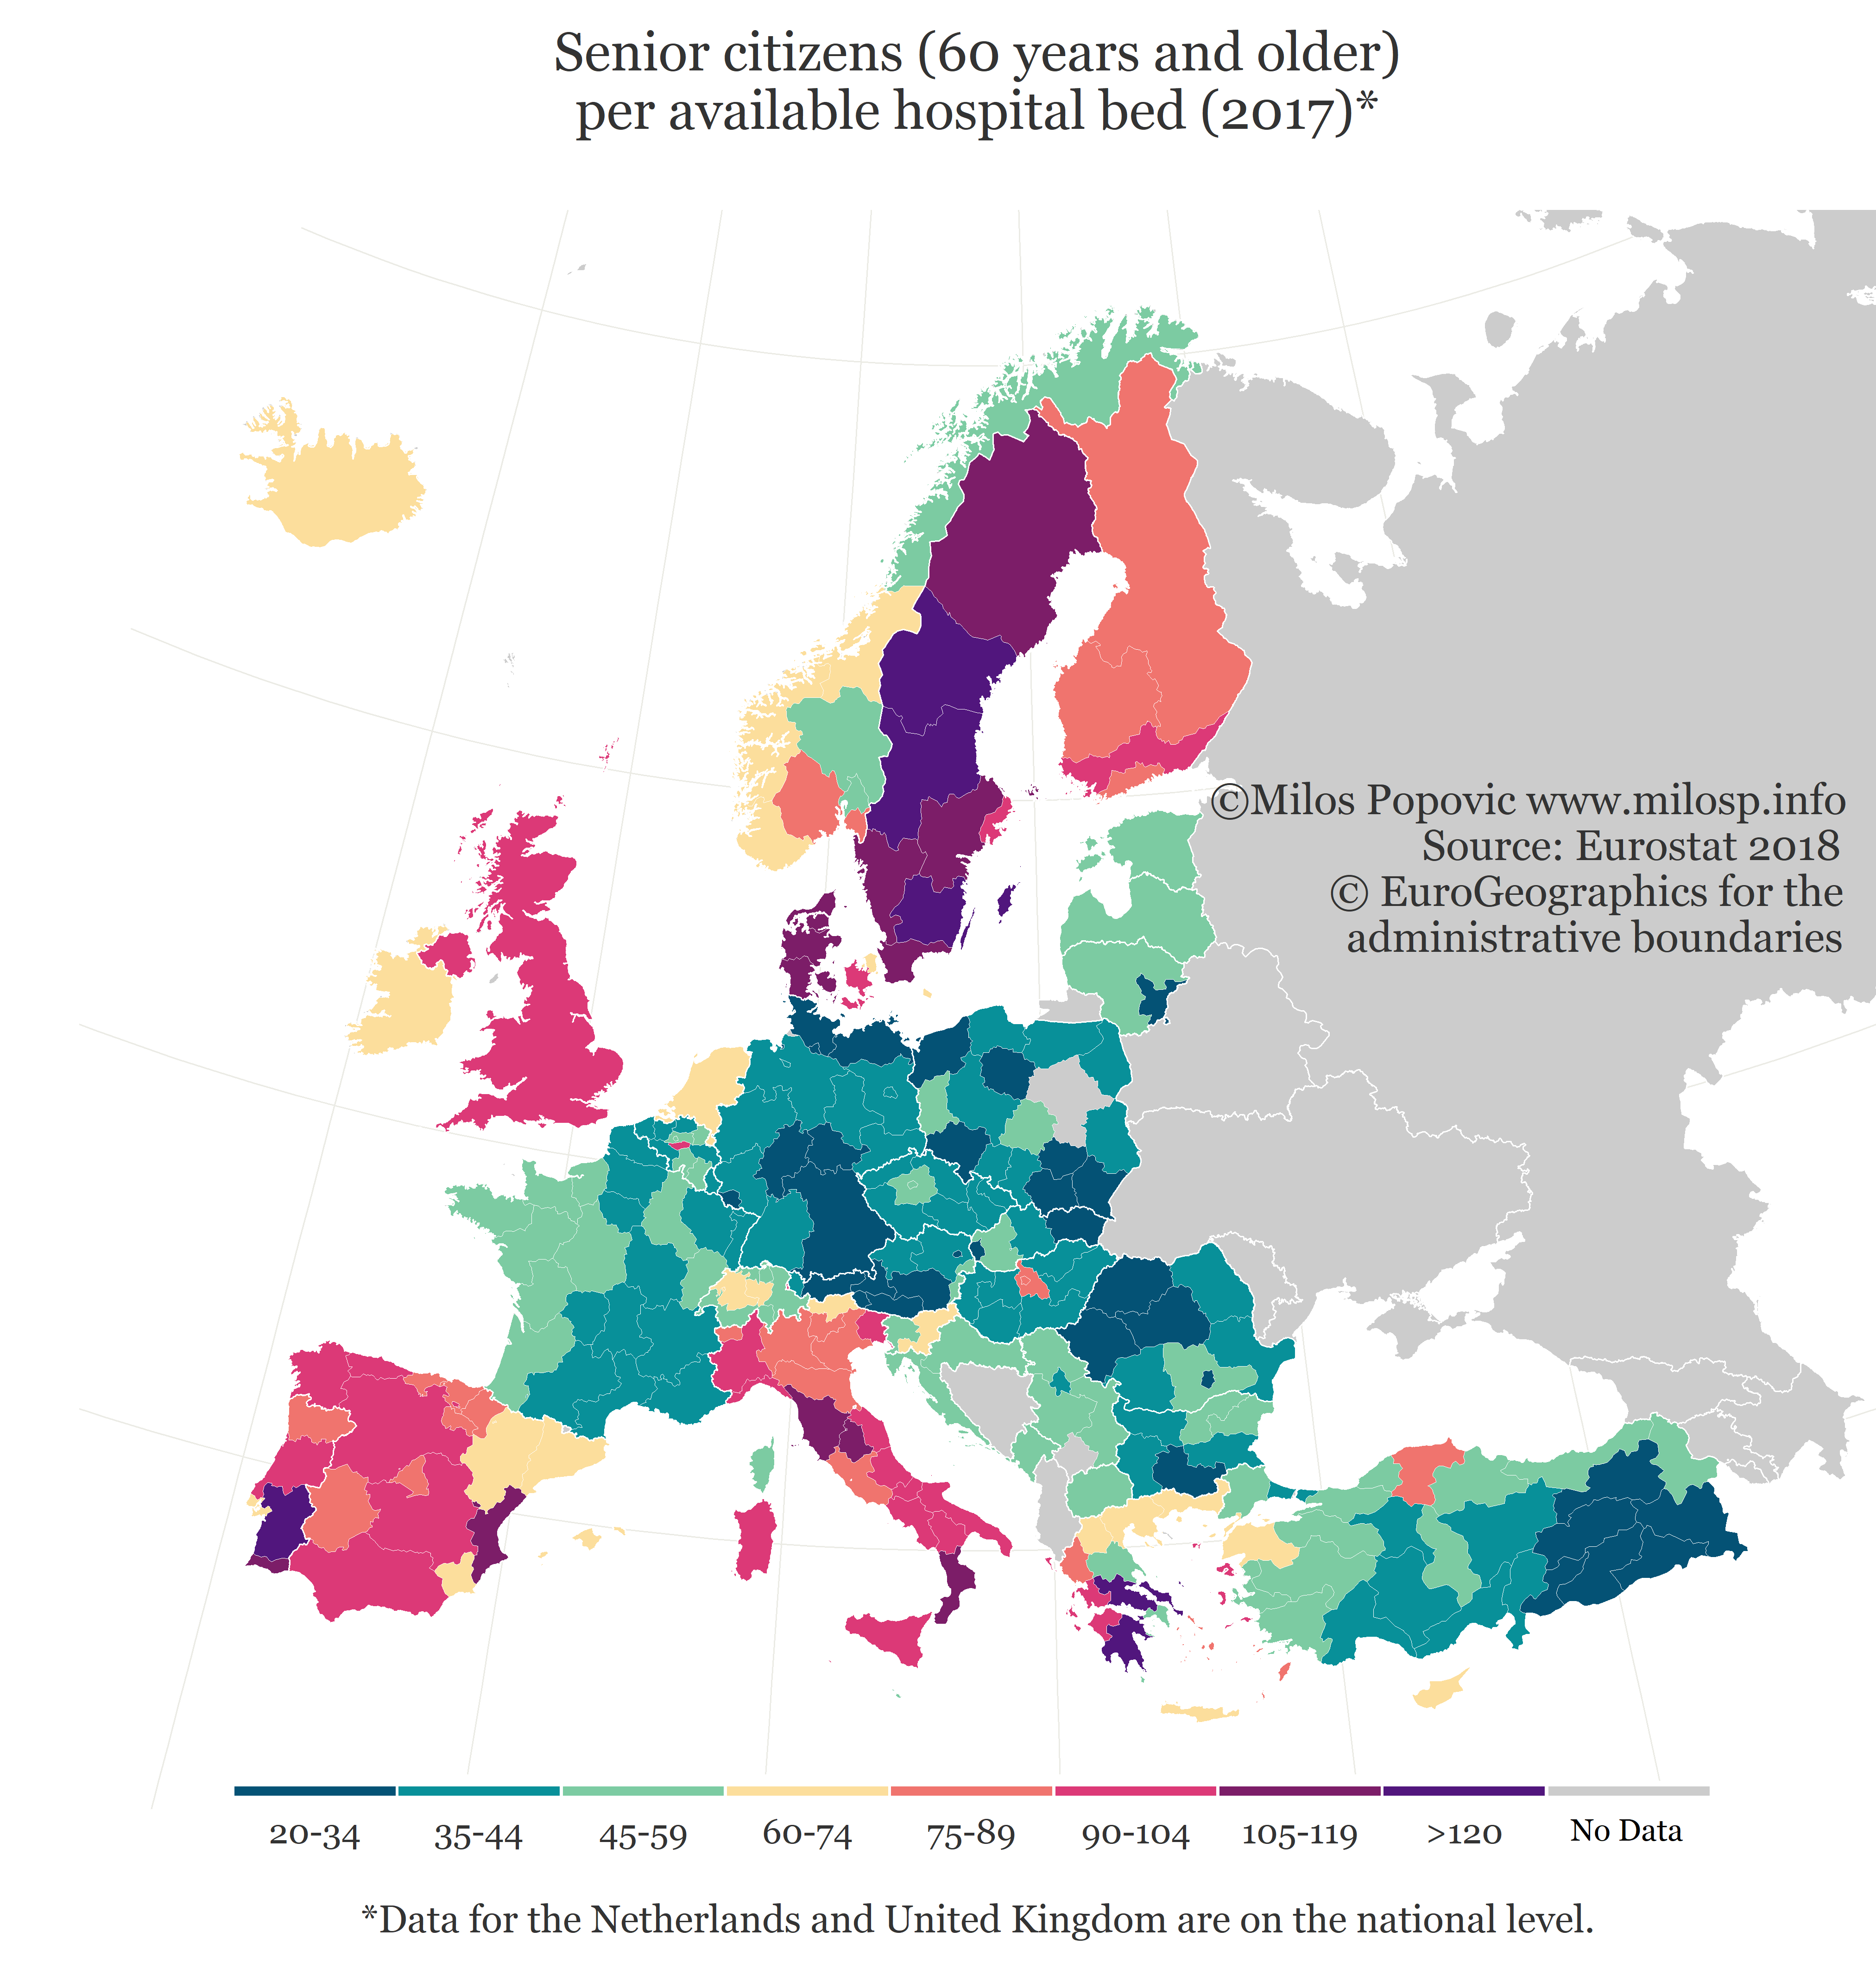 Senior citizens (60 years and older)
per available hospital bed (2017)*
©Milos Popovic www.milosp.info
Source: Eurostat 2018
© EuroGeographics for the
administrative boundaries
20-34 35-44 45-59 60-74 75-89 90-104 105-119 >120 No Data
*Data for the Netherlands and United Kingdom are on the national level.